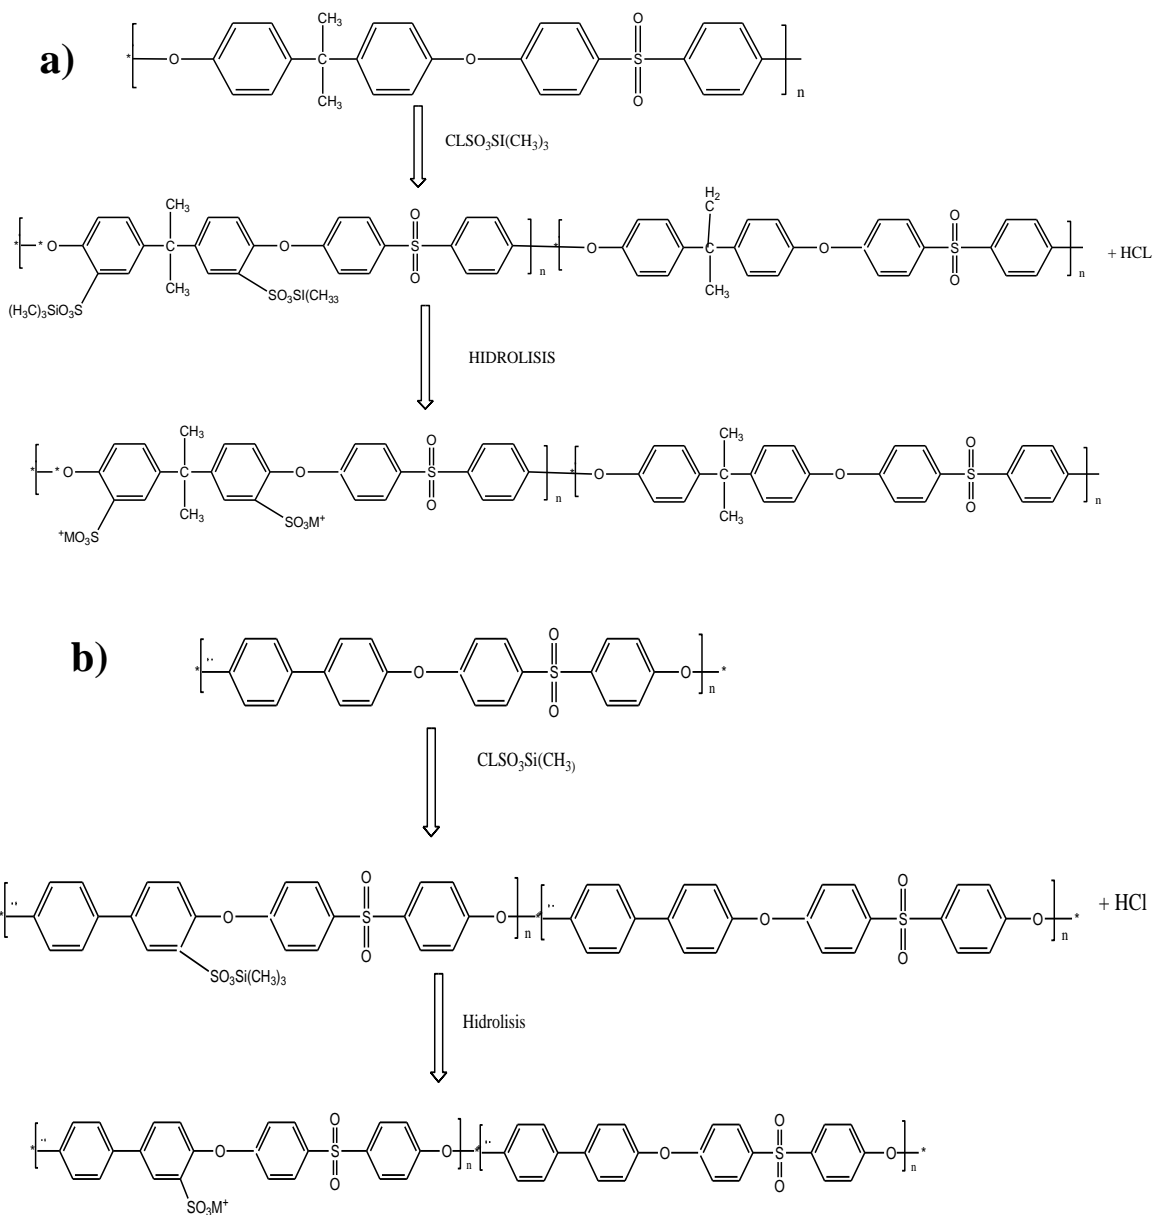 a)
CH₃
O
* O C O S
CH₃
O
n
CLSO₃SI(CH₃)₃
CH₃
O
H₂
C
O
* * O C O S * O C O S
CH₃
O
n
CH₃
O
n
+ HCL
(H₃C)₃SiO₃S
SO₃SI(CH₃₃
HIDROLISIS
CH₃
O
CH₃
O
* * O C O S * O C O S
CH₃
O
n
CH₃
O
n
⁺MO₃S
SO₃M⁺
b)
O
* O S O *
O
n
CLSO₃Si(CH₃)
O
O
* O S O * O S O *
O
n
O
n
+ HCl
SO₃Si(CH₃)₃
Hidrolisis
O
O
* O S O * O S O *
O
n
O
n
SO₃M⁺